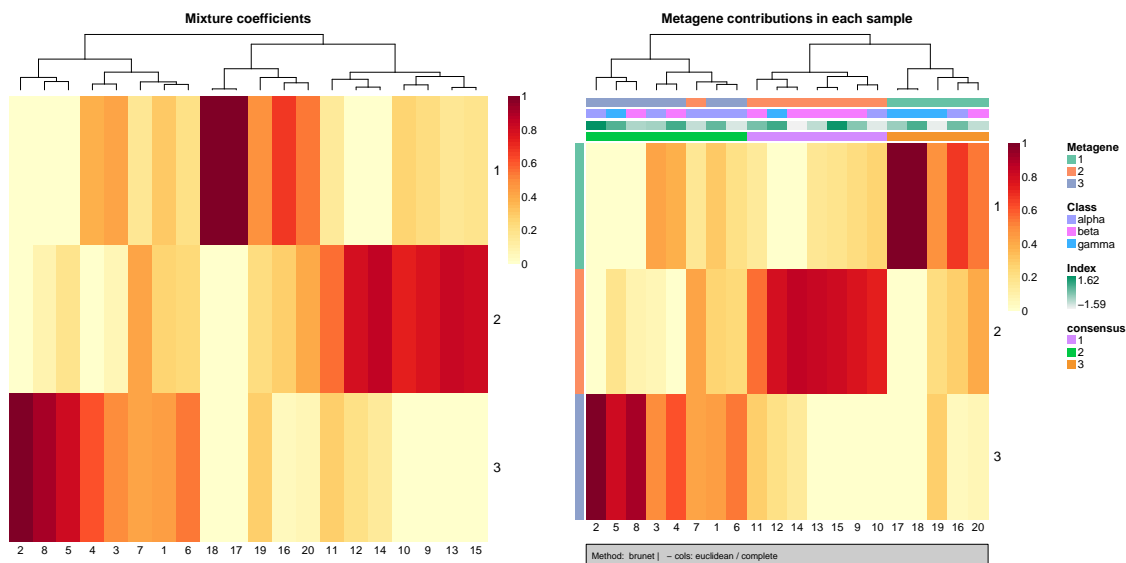 Mixture coefficients
1
0.8
0.6
0.4
0.2
0
1
2
3
2 8 5 4 3 7 1 6 18 17 19 16 20 11 12 14 10 9 13 15
Metagene contributions in each sample
1
0.8
0.6
0.4
0.2
0
1
2
3
2 5 8 3 4 7 1 6 11 12 14 13 15 9 10 17 18 19 16 20
Metagene
1
2
3
Class
alpha
beta
gamma
Index
1.62
−1.59
consensus
1
2
3
Method: brunet | − cols: euclidean / complete